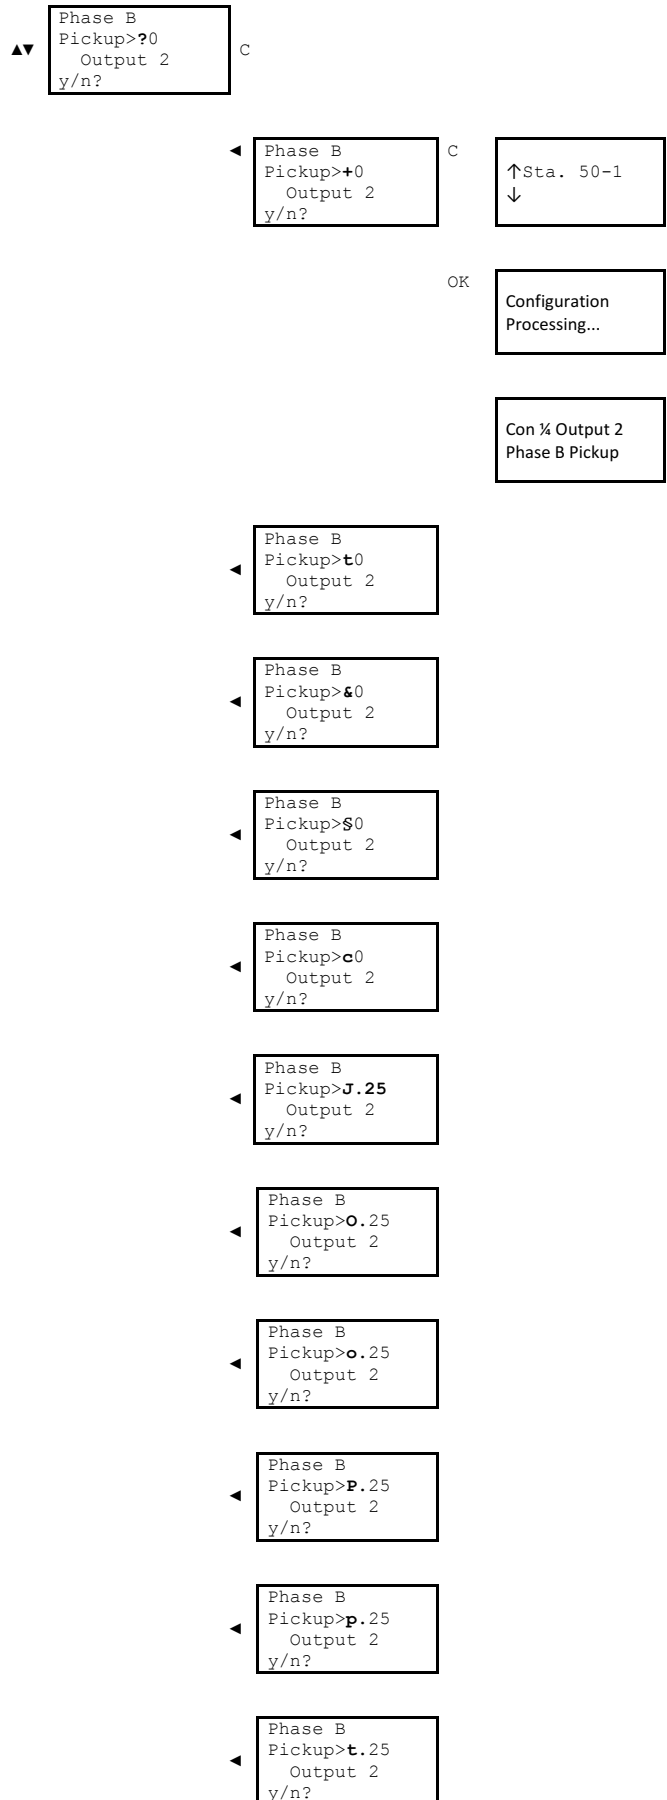 Phase B
▲▼ Pickup>?0 C
Output 2
y/n?
◄ Phase B C
Pickup>+0
Output 2
y/n?
↑Sta. 50-1
↓
OK
Configuration
Processing...
Con ¼ Output 2
Phase B Pickup
Phase B
◄ Pickup>t0
Output 2
y/n?
Phase B
◄ Pickup>&0
Output 2
y/n?
Phase B
◄ Pickup>§0
Output 2
y/n?
Phase B
◄ Pickup>c0
Output 2
y/n?
Phase B
◄ Pickup>J.25
Output 2
y/n?
Phase B
◄ Pickup>O.25
Output 2
y/n?
Phase B
◄ Pickup>o.25
Output 2
y/n?
Phase B
◄ Pickup>P.25
Output 2
y/n?
Phase B
◄ Pickup>p.25
Output 2
y/n?
Phase B
◄ Pickup>t.25
Output 2
y/n?